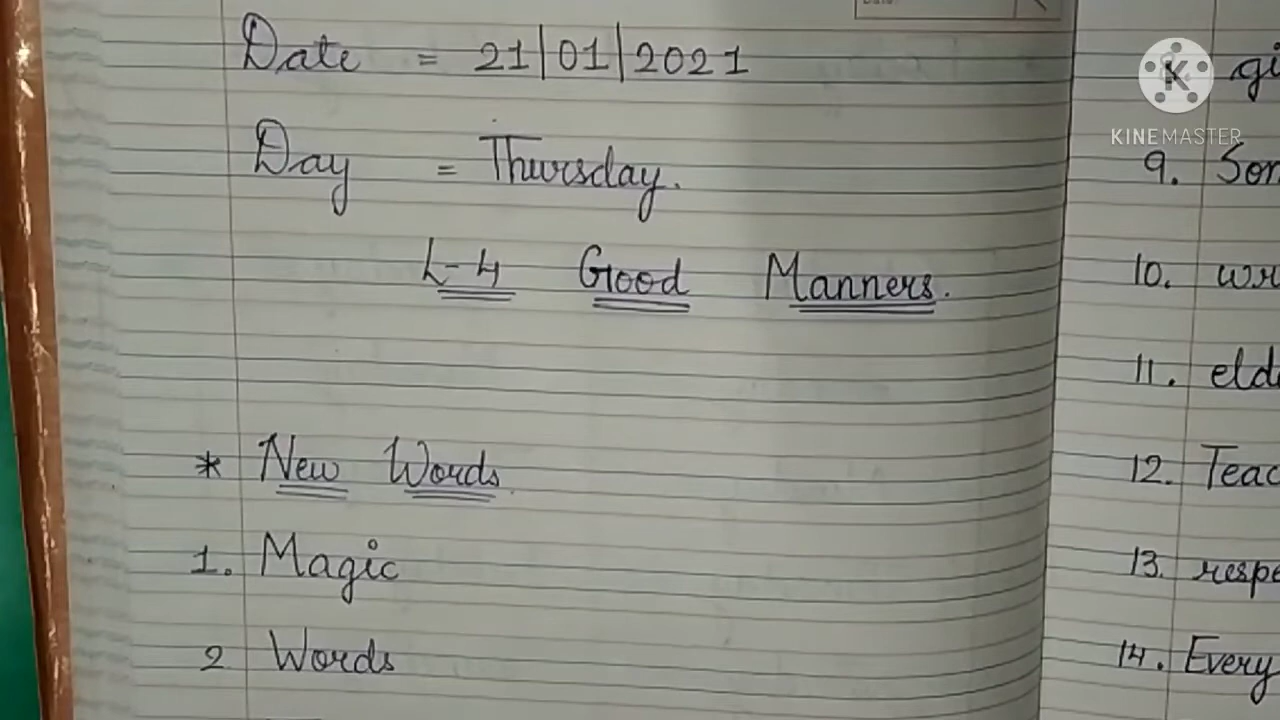 Date = 21|01|2021
Day = Thursday.
L-4 Good Manners.
* New Words
1. Magic
2 Words
K
KINEMASTER
9.
10.
11.
12.
13.
14. Every